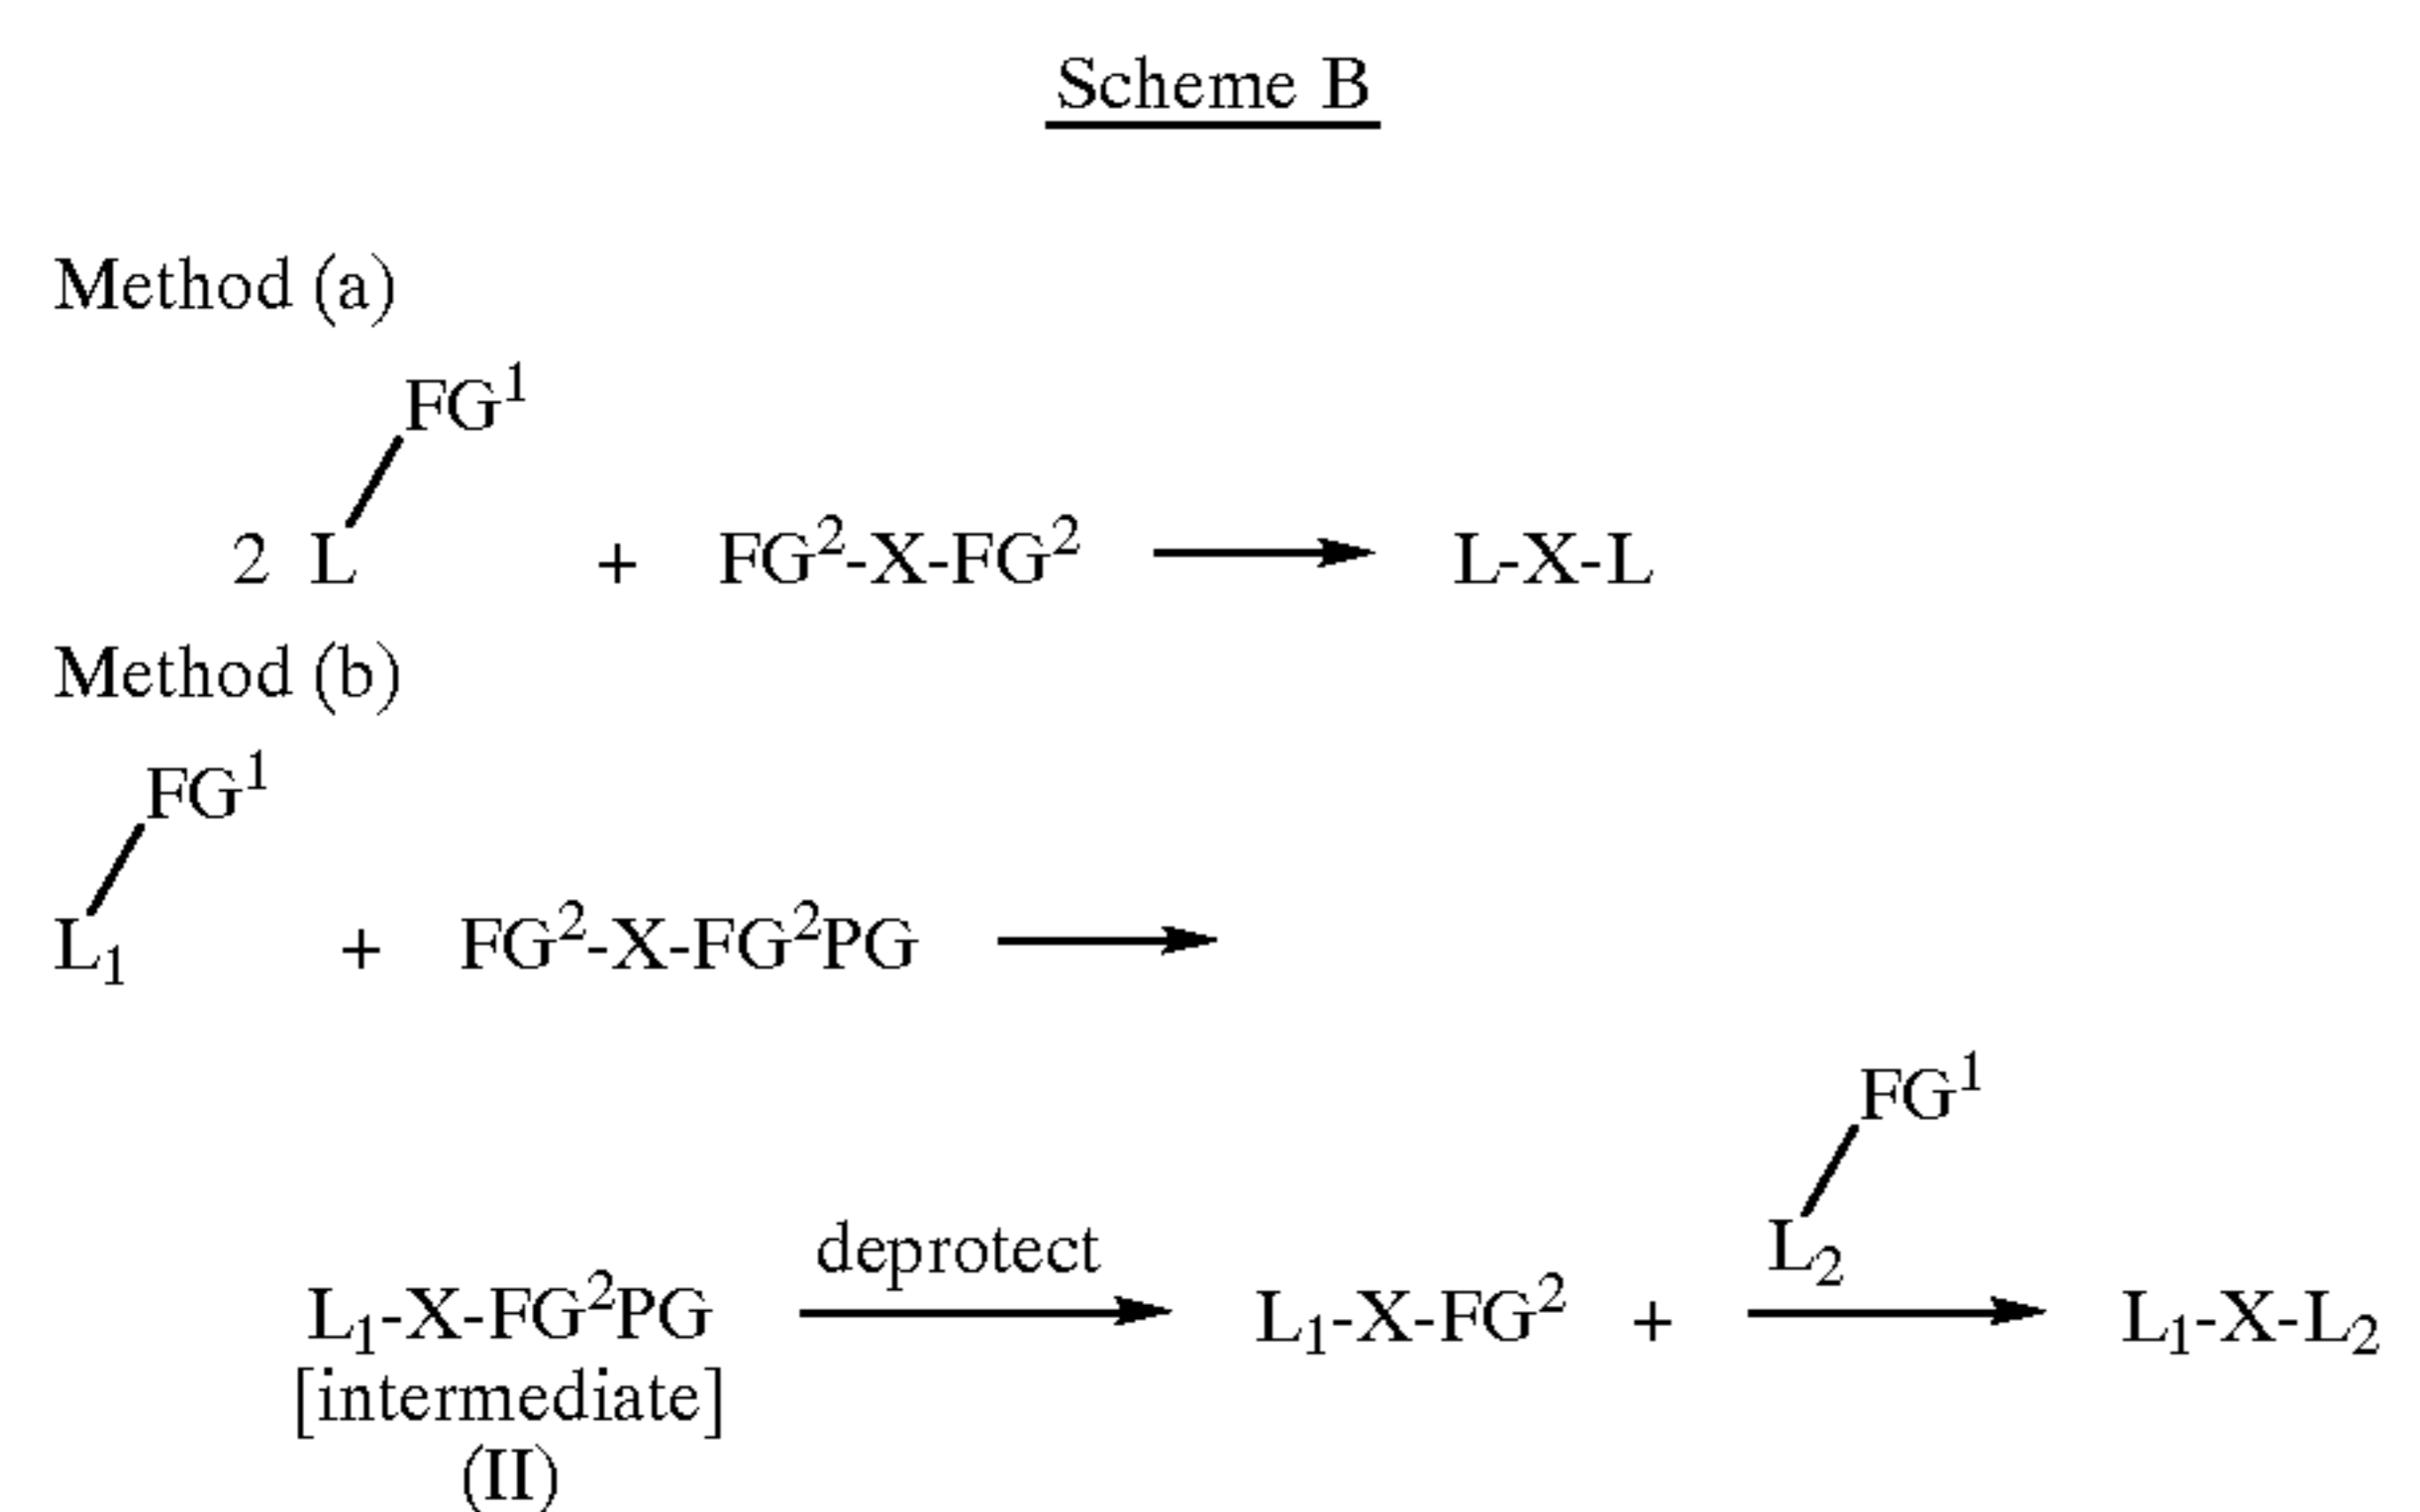 Scheme B
Method (a)
FG¹
2 L + FG²-X-FG² → L-X-L
Method (b)
FG¹
L₁ + FG²-X-FG²PG →
FG¹
deprotect L₂
L₁-X-FG²PG → L₁-X-FG² + → L₁-X-L₂
[intermediate]
(II)